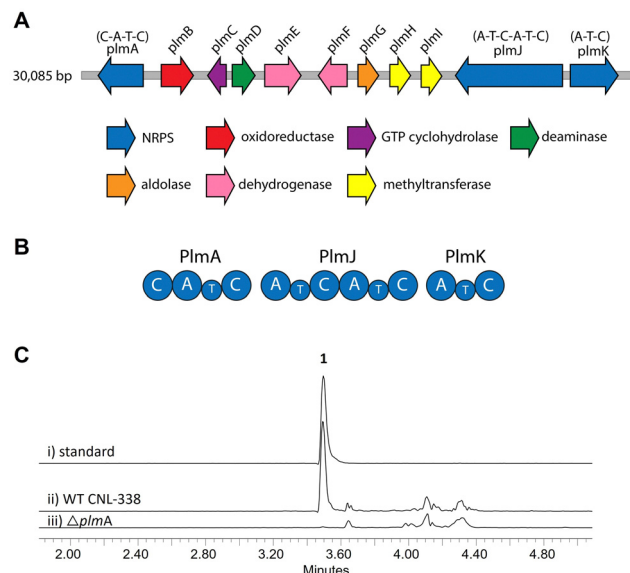 A
(C-A-T-C)
plmA
plmB
plmC
plmD
plmE
plmF
plmG
plmH
plmI
(A-T-C-A-T-C)
plmJ
(A-T-C)
plmK
30,085 bp
NRPS
oxidoreductase
GTP cyclohydrolase
deaminase
aldolase
dehydrogenase
methyltransferase
B
PlmA PlmJ PlmK
C A T C A T C A T C A T C
C
1
i) standard
ii) WT CNL-338
iii) △plmA
2.00 2.40 2.80 3.20 3.60 4.00 4.40 4.80
Minutes